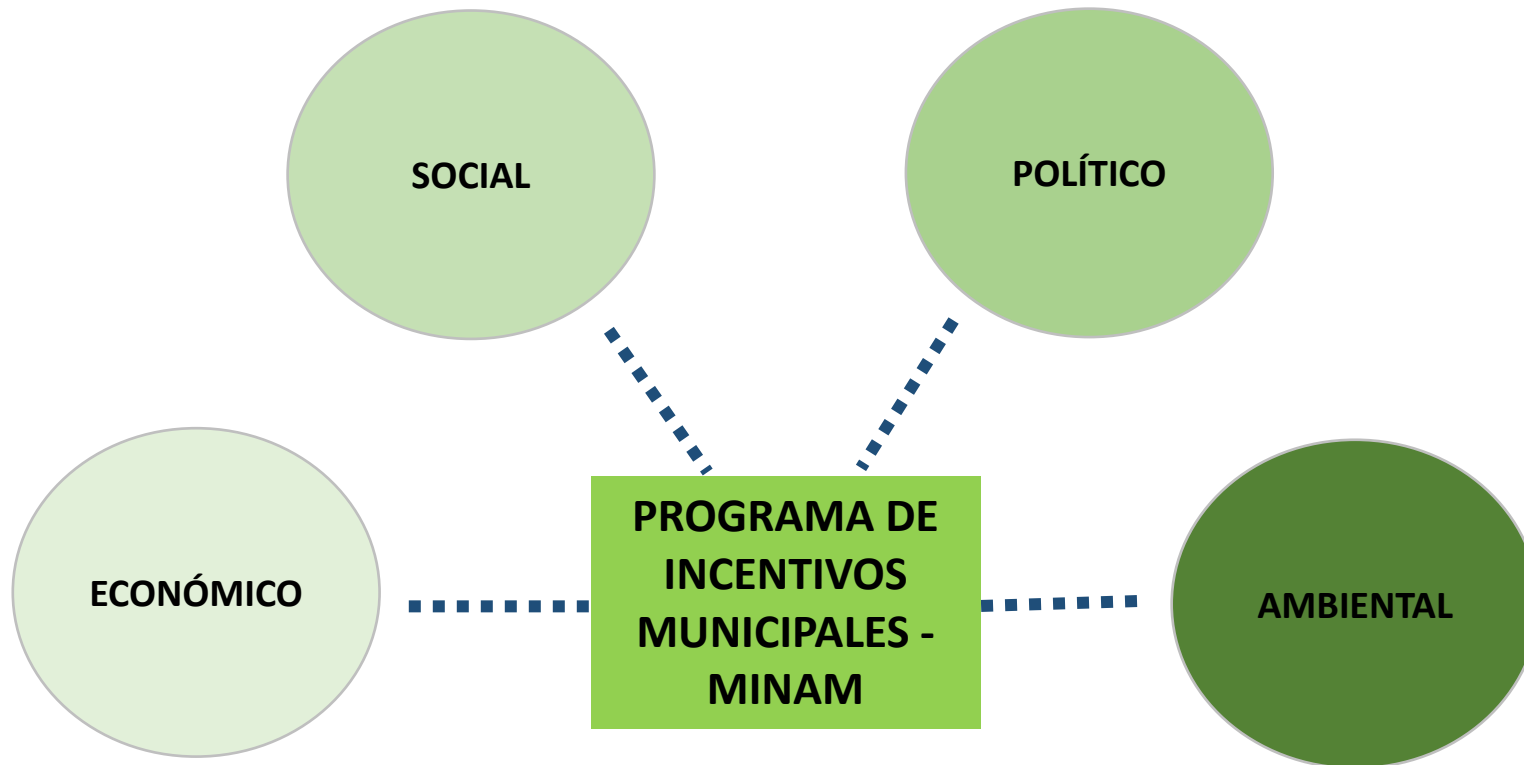 SOCIAL
POLÍTICO
ECONÓMICO
PROGRAMA DE
INCENTIVOS
MUNICIPALES -
MINAM
AMBIENTAL